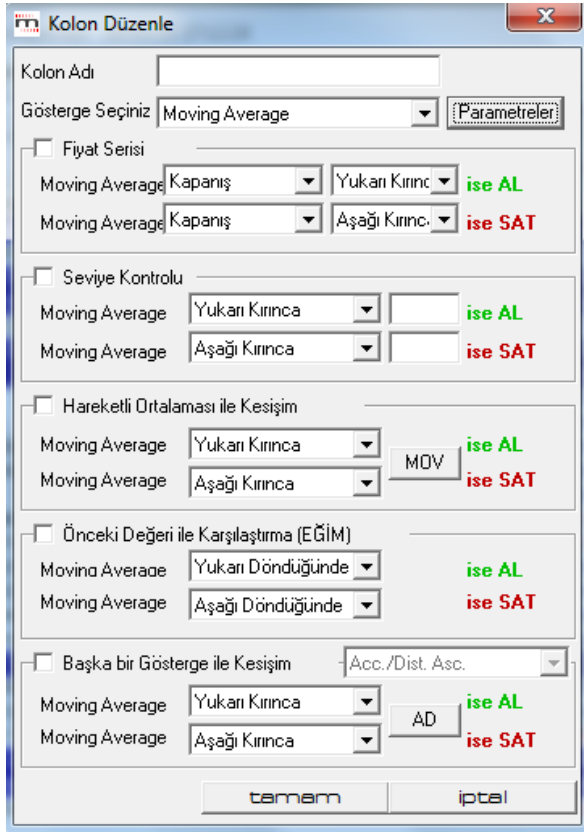 Kolon Düzenle
Kolon Adı
Gösterge Seçiniz Moving Average Parametreler
Fiyat Serisi
Moving Average Kapanış Yukarı Kırınc ise AL
Moving Average Kapanış Aşağı Kırınc. ise SAT
Seviye Kontrolu
Moving Average Yukarı Kırınca ise AL
Moving Average Aşağı Kırınca ise SAT
Hareketli Ortalaması ile Kesişim
Moving Average Yukarı Kırınca MOV ise AL
Moving Average Aşağı Kırınca ise SAT
Önceki Değeri ile Karşılaştırma (EĞİM)
Moving Average Yukarı Döndüğünde ise AL
Moving Average Aşağı Döndüğünde ise SAT
Başka bir Gösterge ile Kesişim Acc./Dist. Asc.
Moving Average Yukarı Kırınca AD ise AL
Moving Average Aşağı Kırınca ise SAT
tamam iptal